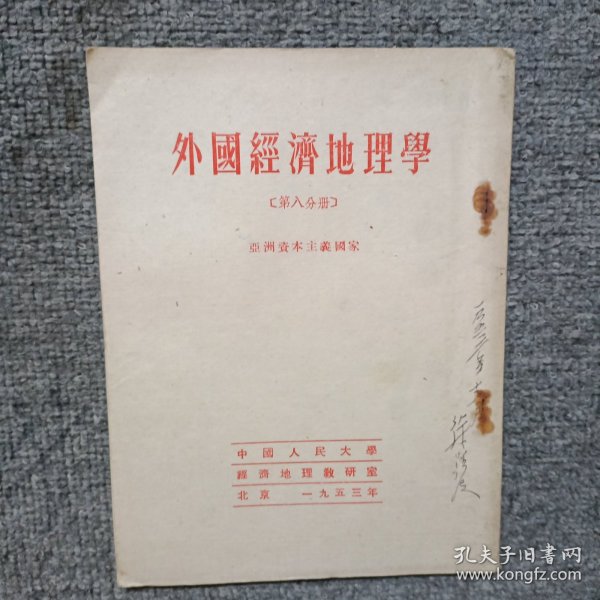 外國經濟地理學
〔第八分册〕
亞洲資本主義國家
中國人民大學
經濟地理教研室
北京 一九五三年
孔夫子旧书网
www.kongfz.com